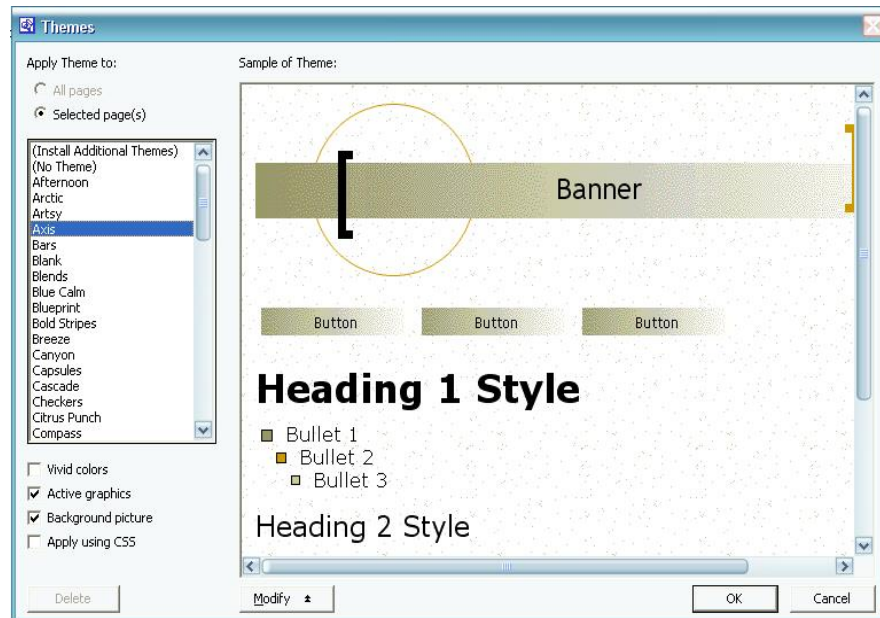 Themes
Apply Theme to:
All pages
Selected page(s)
(Install Additional Themes)
(No Theme)
Afternoon
Arctic
Artsy
Axis
Bars
Blank
Blends
Blue Calm
Blueprint
Bold Stripes
Breeze
Canyon
Capsules
Cascade
Checkers
Citrus Punch
Compass
Vivid colors
Active graphics
Background picture
Apply using CSS
Delete
Sample of Theme:
Banner
Button Button Button
Heading 1 Style
Bullet 1
Bullet 2
Bullet 3
Heading 2 Style
Modify
OK Cancel